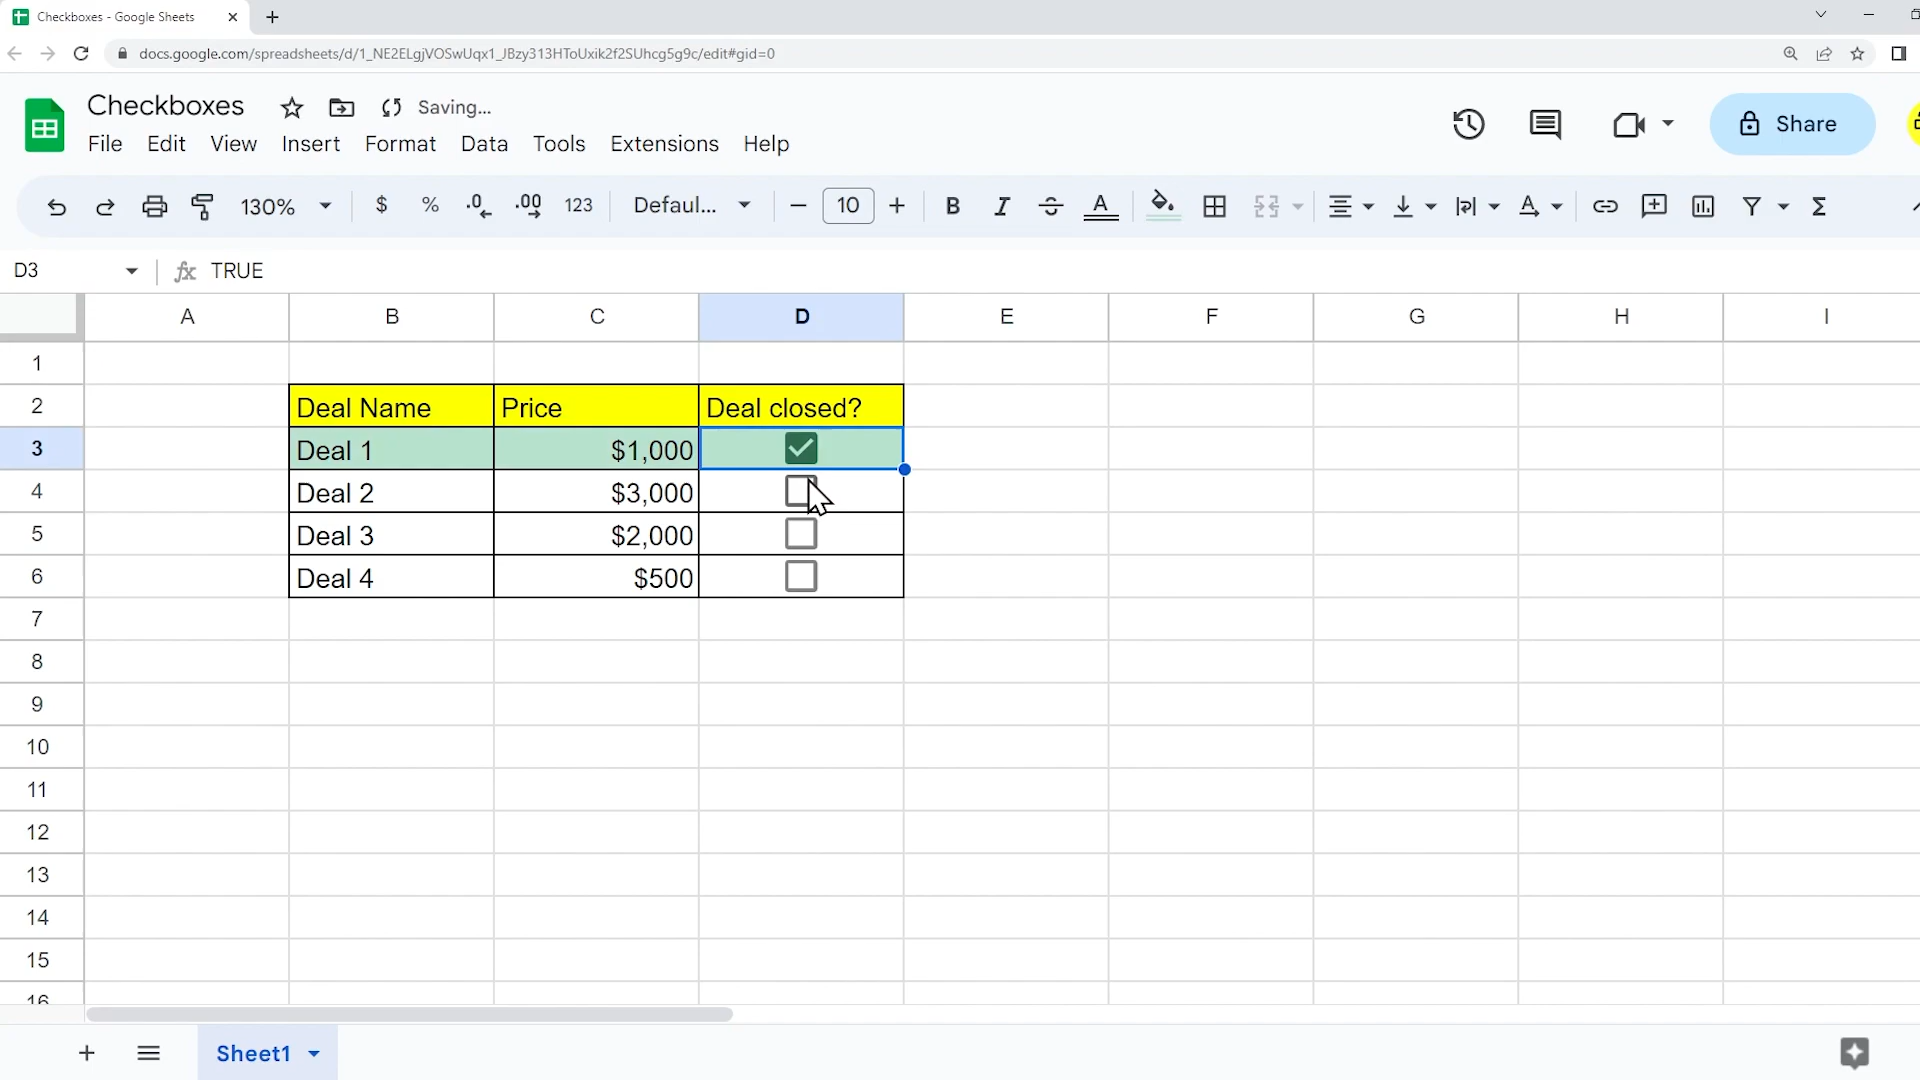 Checkboxes - Google Sheets
docs.google.com/spreadsheets/d/1_NE2ELgjVOSwUqx1_JBzy313HToUxik2f2SUhcg5g9c/edit#gid=0
Checkboxes Saving...
File Edit View Insert Format Data Tools Extensions Help
Share
130% $ % .0 .00 123 Defaul... 10 B I A A Σ
D3 fx TRUE
A B C D E F G H I
1
2 Deal Name Price Deal closed?
3 Deal 1 $1,000
4 Deal 2 $3,000
5 Deal 3 $2,000
6 Deal 4 $500
7
8
9
10
11
12
13
14
15
16
Sheet1